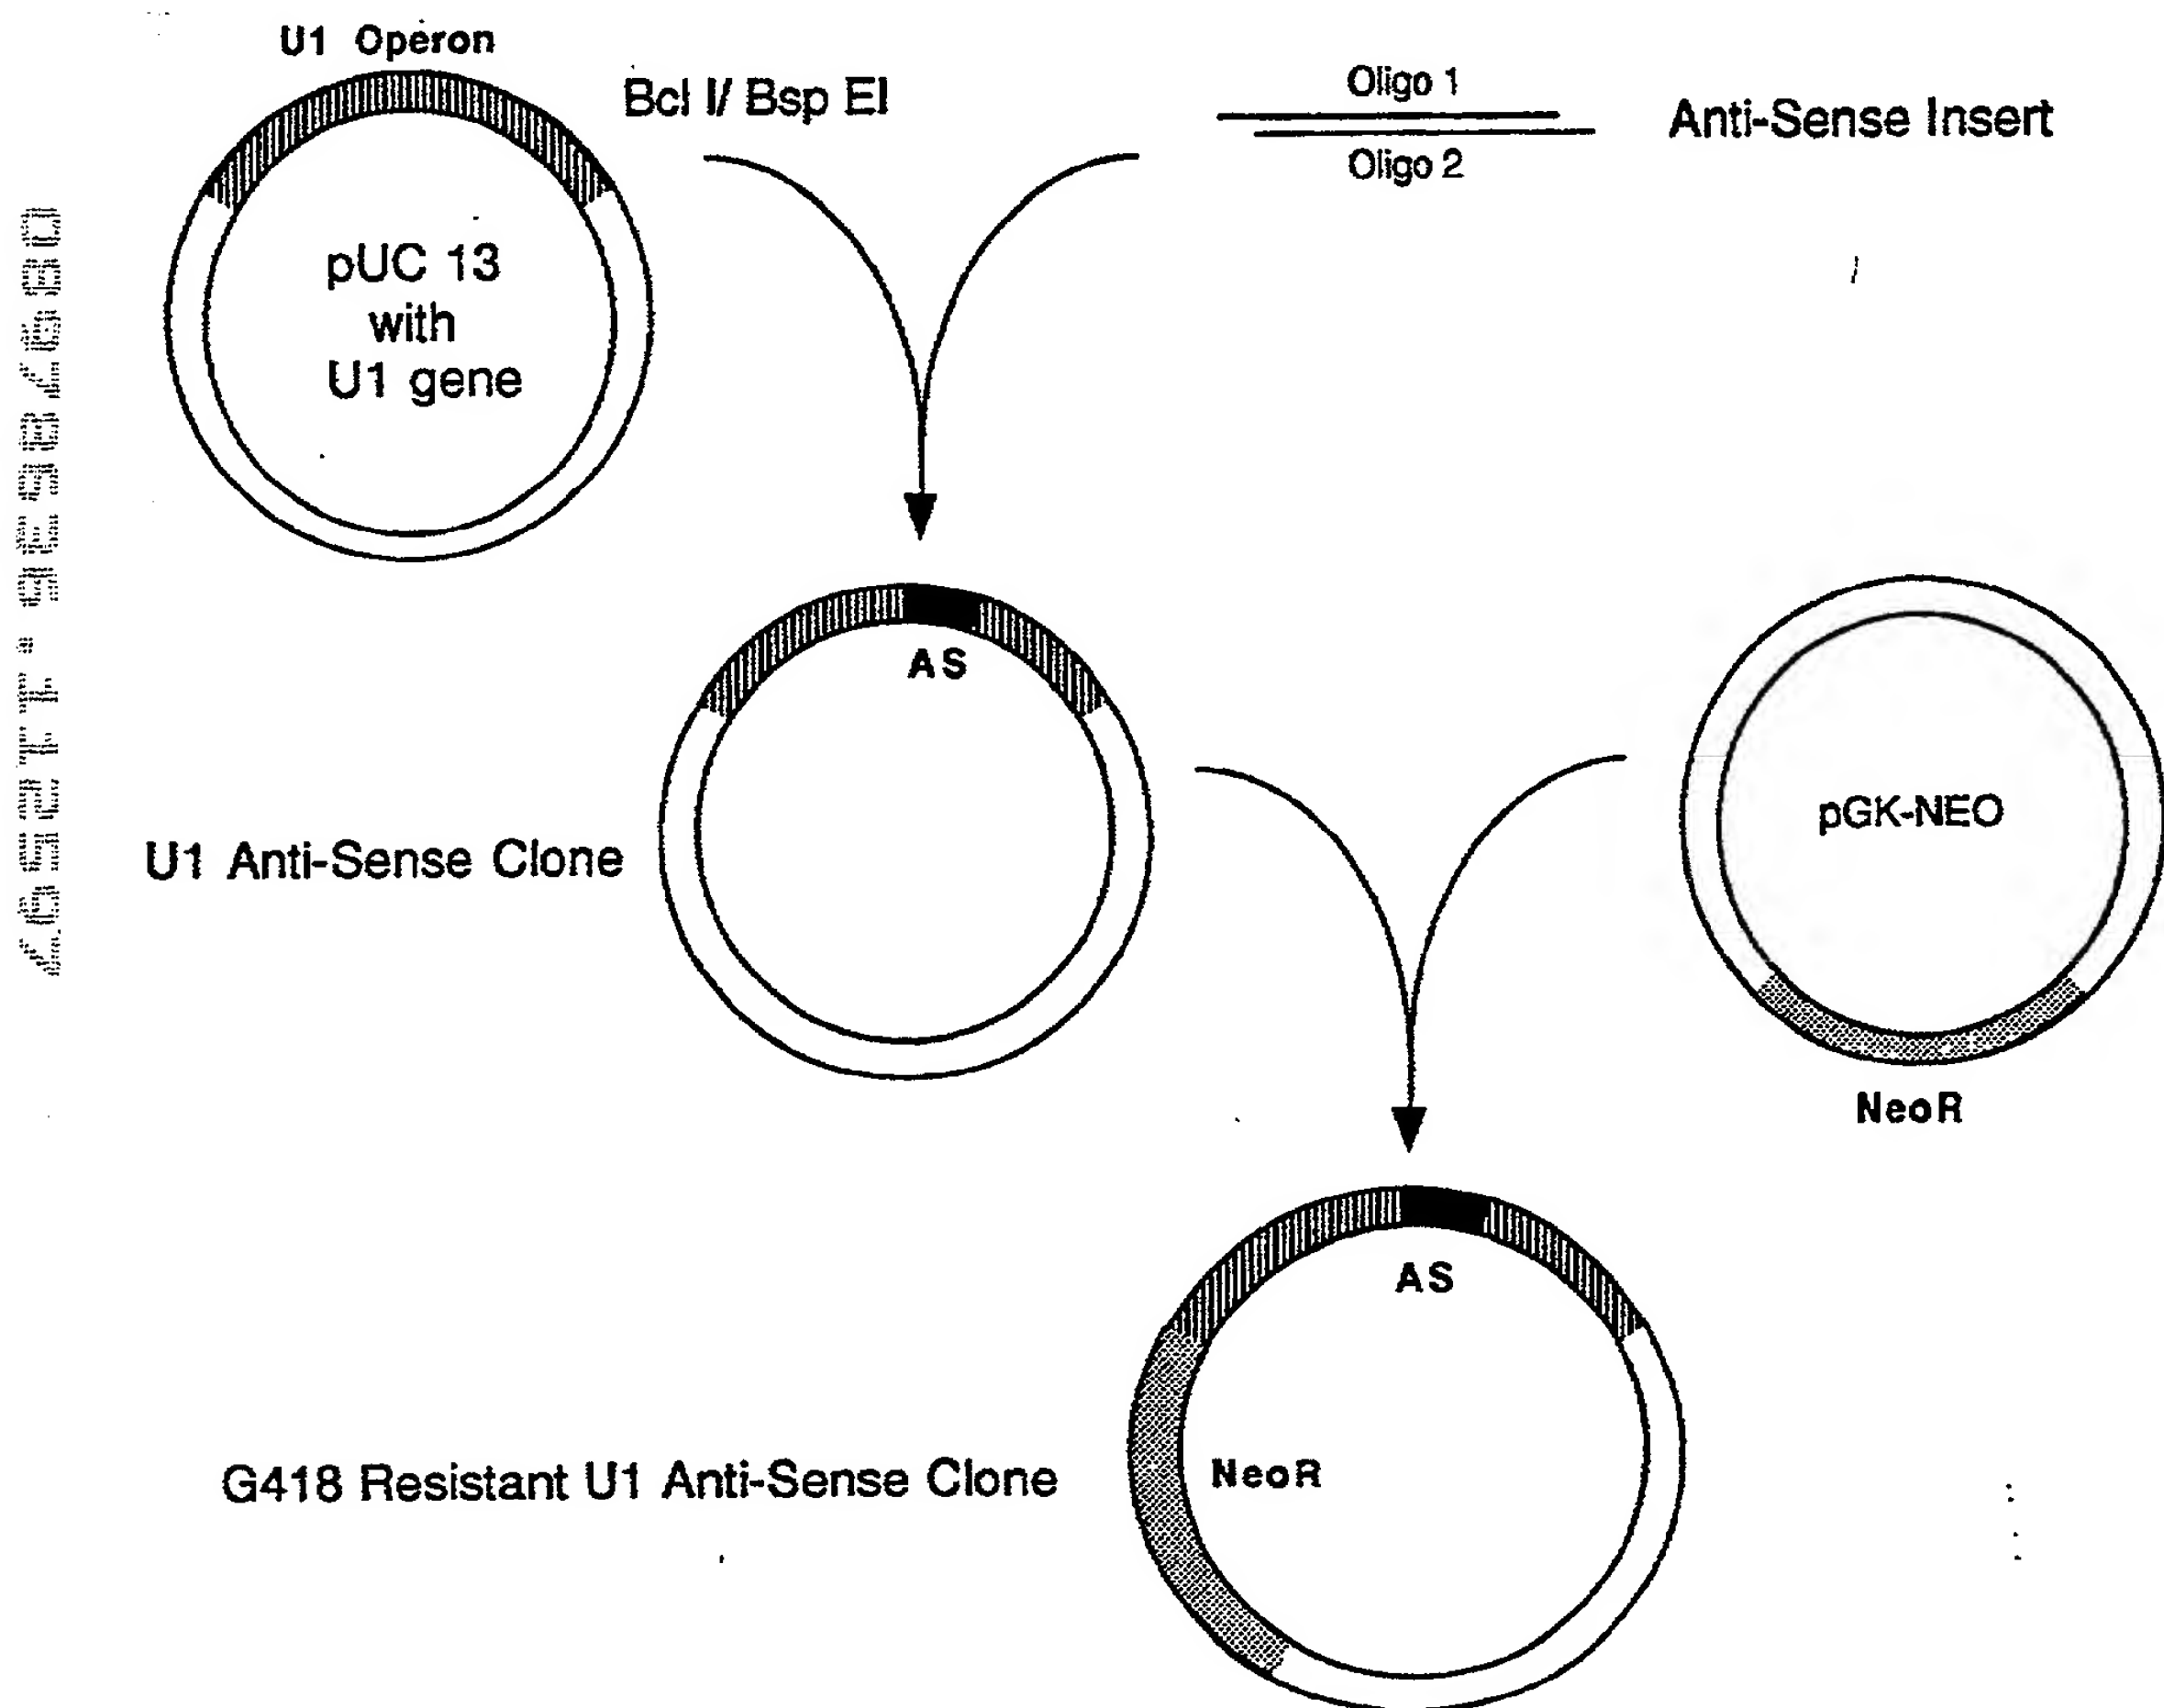 U1 Operon
Bcl I/ Bsp EI
Oligo 1
Oligo 2
Anti-Sense Insert
pUC 13
with
U1 gene
AS
U1 Anti-Sense Clone
pGK-NEO
NeoR
AS
NeoR
G418 Resistant U1 Anti-Sense Clone